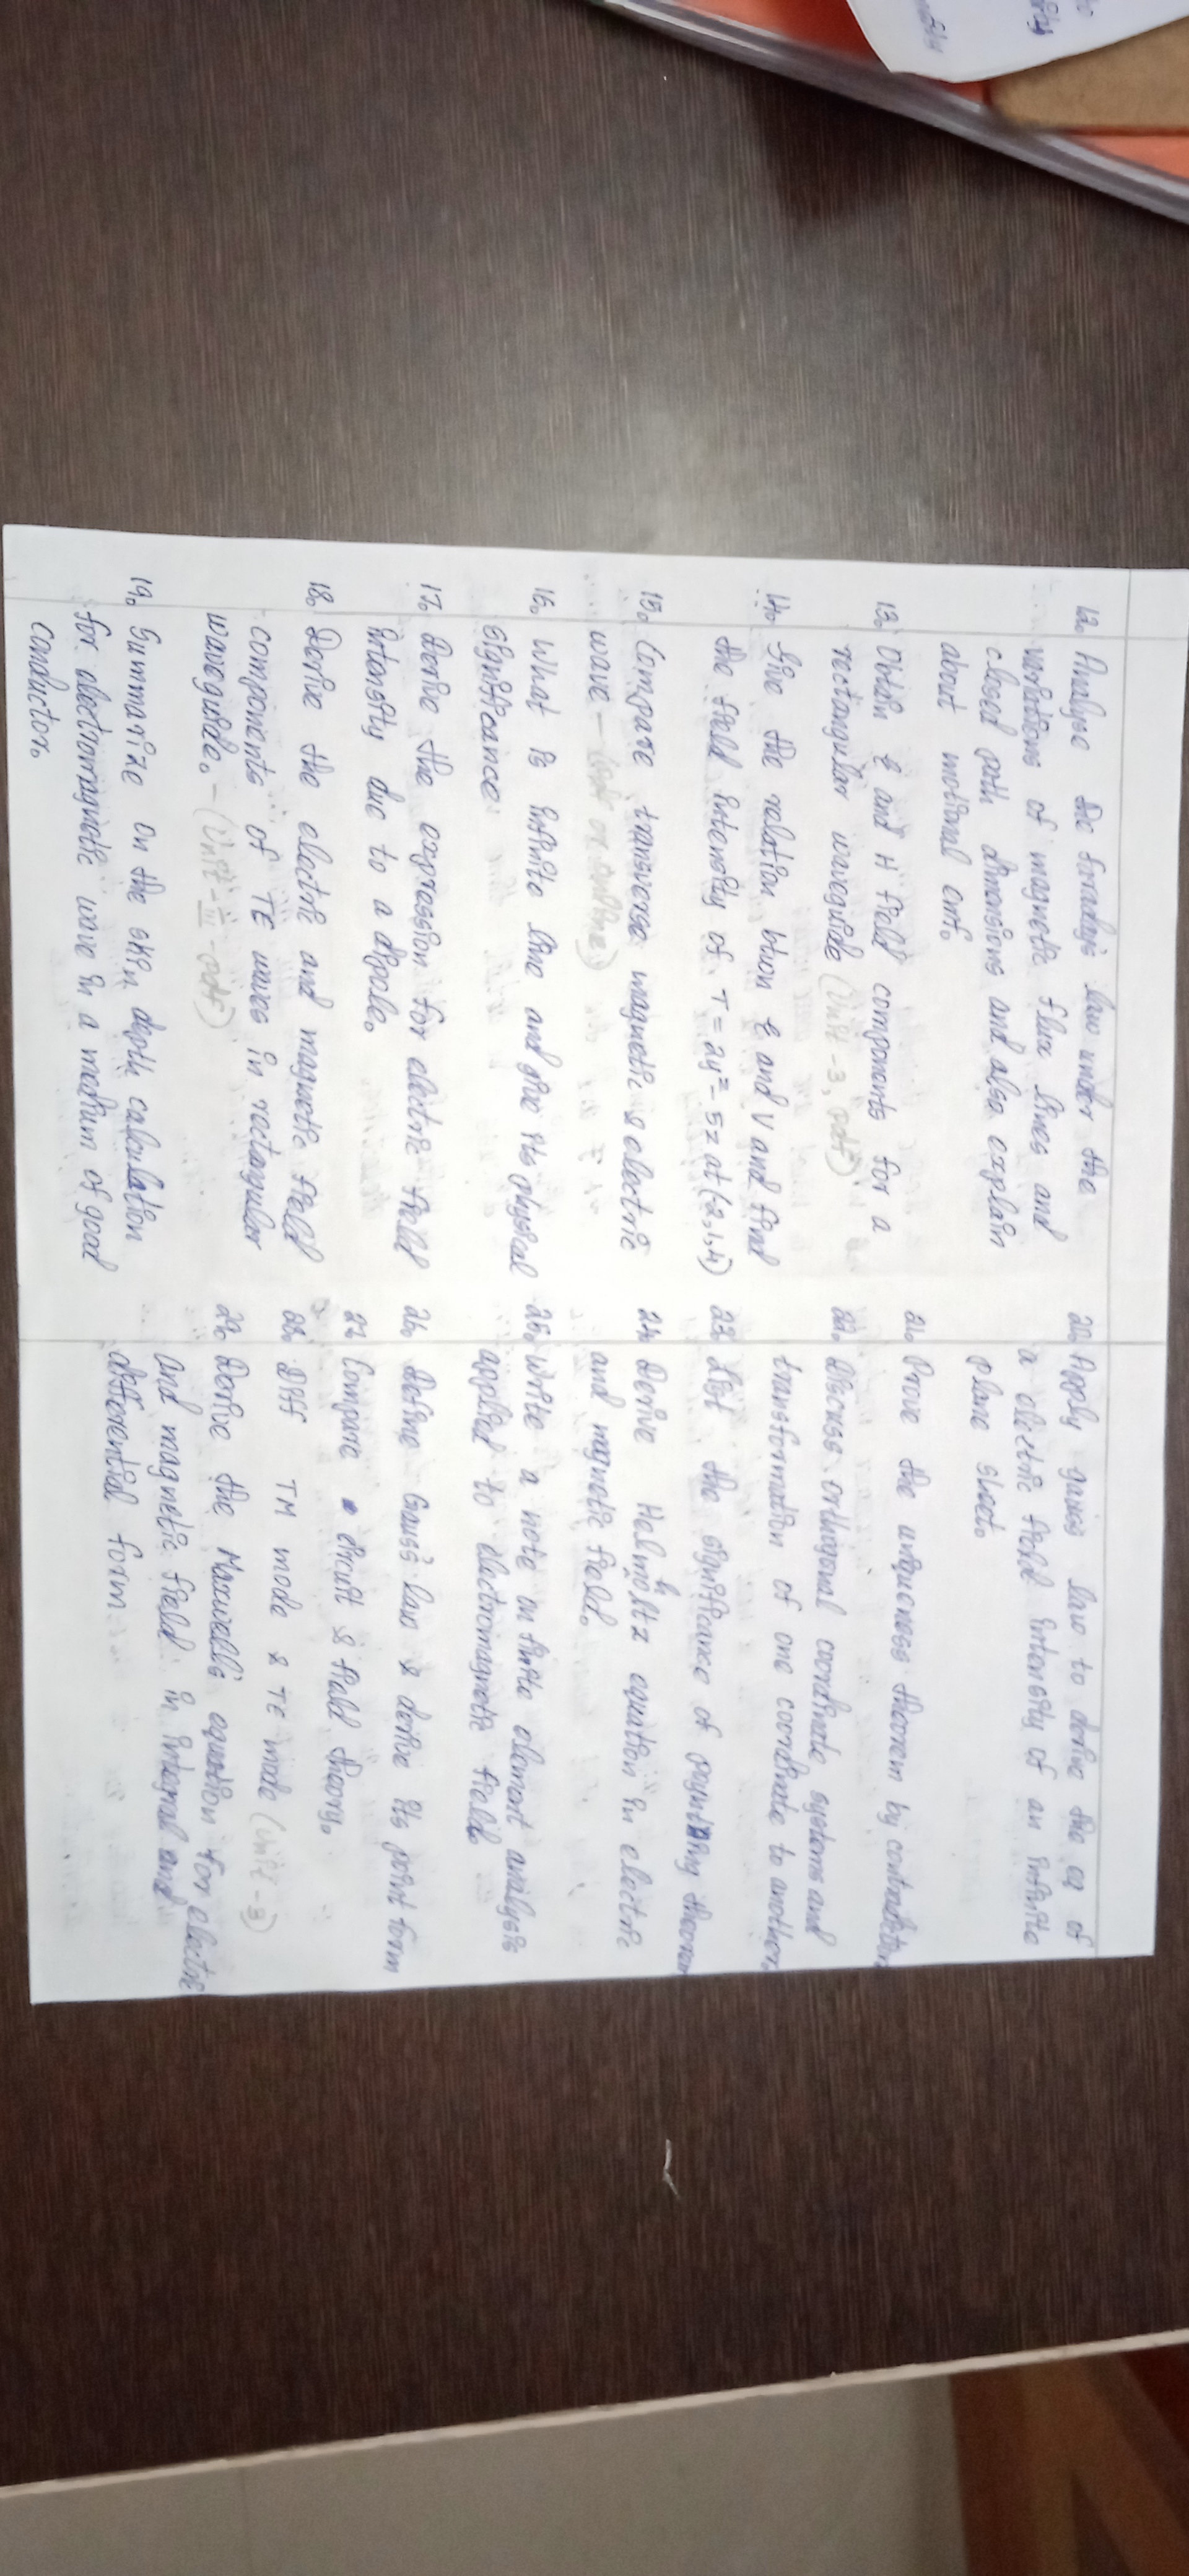 12. Analyse the faradays law under the
variations of magnetic flux lines and
closed path dimensions and also explain
about motional emf.
13. Obtain E and H field components for a
rectangular waveguide (Unit - 3, pdf)
14. Give the relation btwn E and V and find
the field intensity of T = 2y² - 5z at (2,1,4)
15. Compare transverse magnetic & electric
wave -
16. What is infinite line and give its physical
significance.
17. Derive the expression for electric field
intensity due to a dipole.
18. Derive the electric and magnetic field
components of TE waves in rectangular
waveguide. - (Unit - III - pdf)
19. Summarize on the skin depth calculation
for electromagnetic wave in a medium of good
conductor.
20. Apply gauss law to derive the eq of
a electric field intensity of an infinite
plane sheet.
21. Prove the uniqueness theorem by contradiction
22. Discuss orthogonal coordinate systems and
transformation of one coordinate to another.
23. List the significance of poynting theorem
24. Derive Helmholtz equation in electric
and magnetic field.
25. Write a note on finite element analysis
applied to electromagnetic fields
26. Define Gauss's law & derive its point form
27. Compare circuit & field theory.
28. Diff TM mode & TE mode (unit - 3)
29. Derive the Maxwell's equation for electric
and magnetic field in integral and
differential form